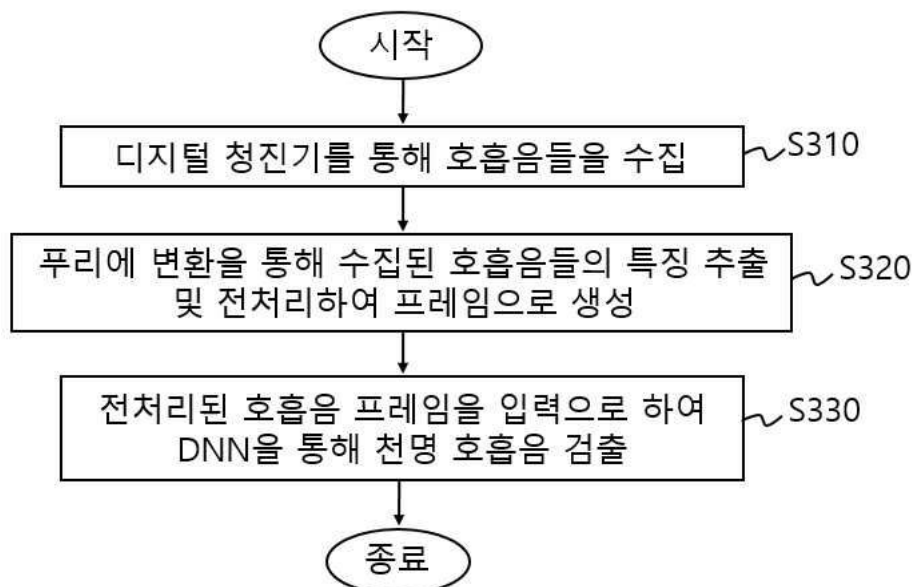 시작
디지털 청진기를 통해 호흡음들을 수집
S310
푸리에 변환을 통해 수집된 호흡음들의 특징 추출
및 전처리하여 프레임으로 생성
S320
전처리된 호흡음 프레임을 입력으로 하여
DNN을 통해 천명 호흡음 검출
S330
종료